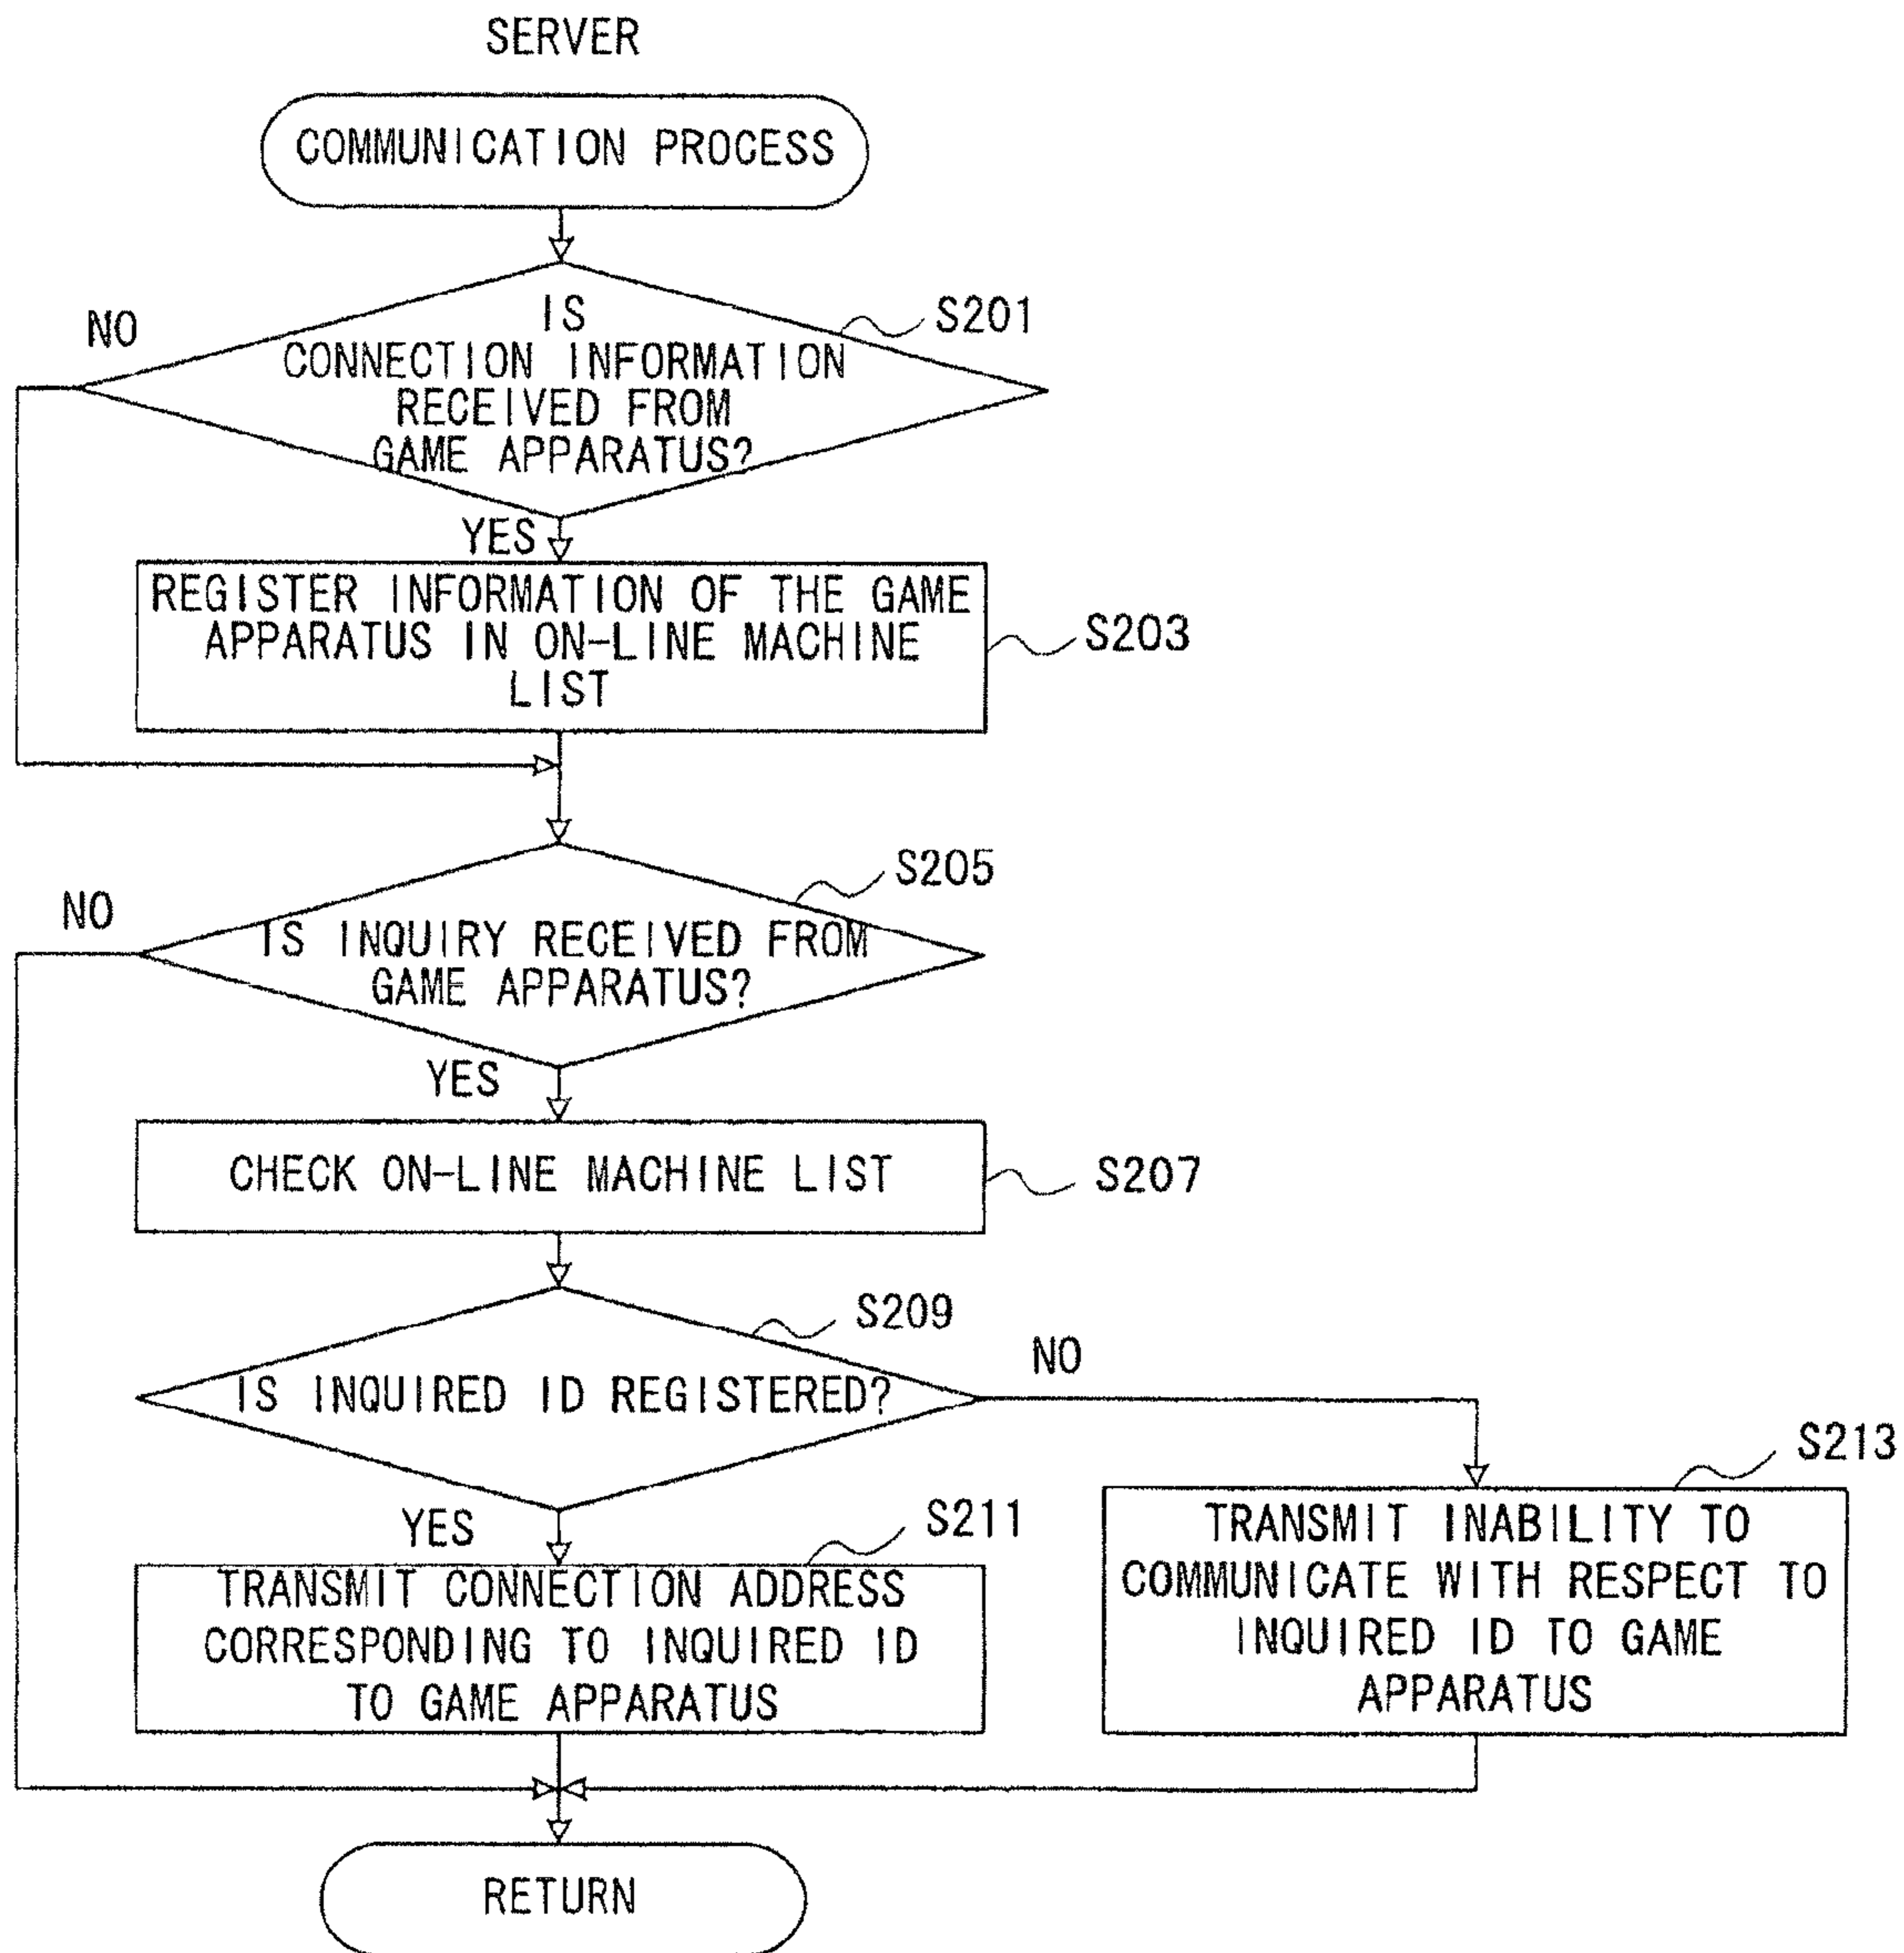 SERVER
COMMUNICATION PROCESS
NO
IS
CONNECTION INFORMATION
RECEIVED FROM
GAME APPARATUS?
S201
YES
REGISTER INFORMATION OF THE GAME
APPARATUS IN ON-LINE MACHINE
LIST
S203
S205
NO
IS INQUIRY RECEIVED FROM
GAME APPARATUS?
YES
CHECK ON-LINE MACHINE LIST
S207
S209
IS INQUIRED ID REGISTERED?
NO
S213
YES
S211
TRANSMIT CONNECTION ADDRESS
CORRESPONDING TO INQUIRED ID
TO GAME APPARATUS
TRANSMIT INABILITY TO
COMMUNICATE WITH RESPECT TO
INQUIRED ID TO GAME
APPARATUS
RETURN